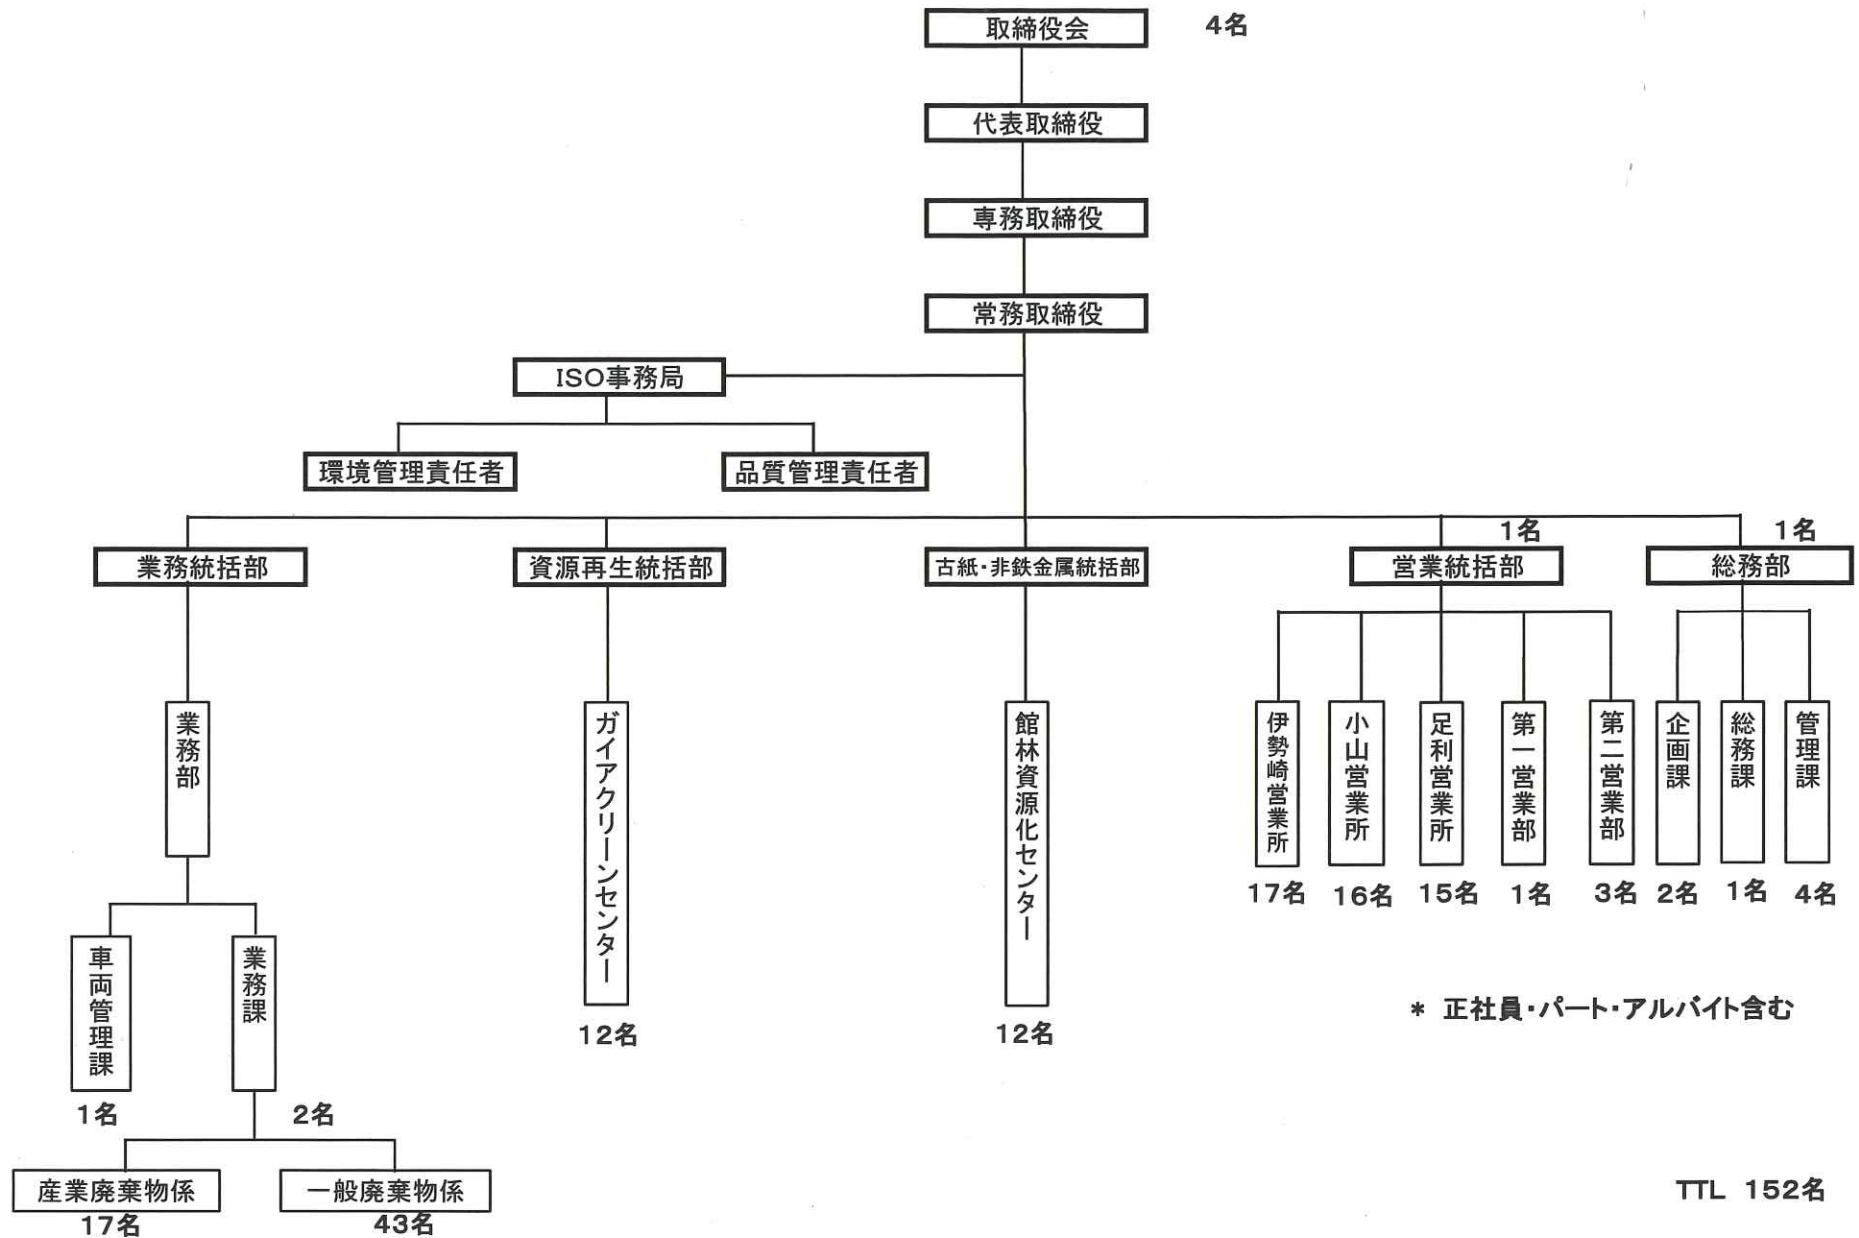 取締役会
4名
代表取締役
専務取締役
常務取締役
ISO事務局
環境管理責任者
品質管理責任者
1名
1名
業務統括部
資源再生統括部
古紙・非鉄金属統括部
営業統括部
総務部
業務部
ガイアクリーンセンター
館林資源化センター
伊勢崎営業所
小山営業所
足利営業所
第一営業部
第二営業部
企画課
総務課
管理課
17名
16名
15名
1名
3名
2名
1名
4名
車両管理課
業務課
12名
12名
* 正社員・パート・アルバイト含む
1名
2名
産業廃棄物係
一般廃棄物係
17名
43名
TTL 152名